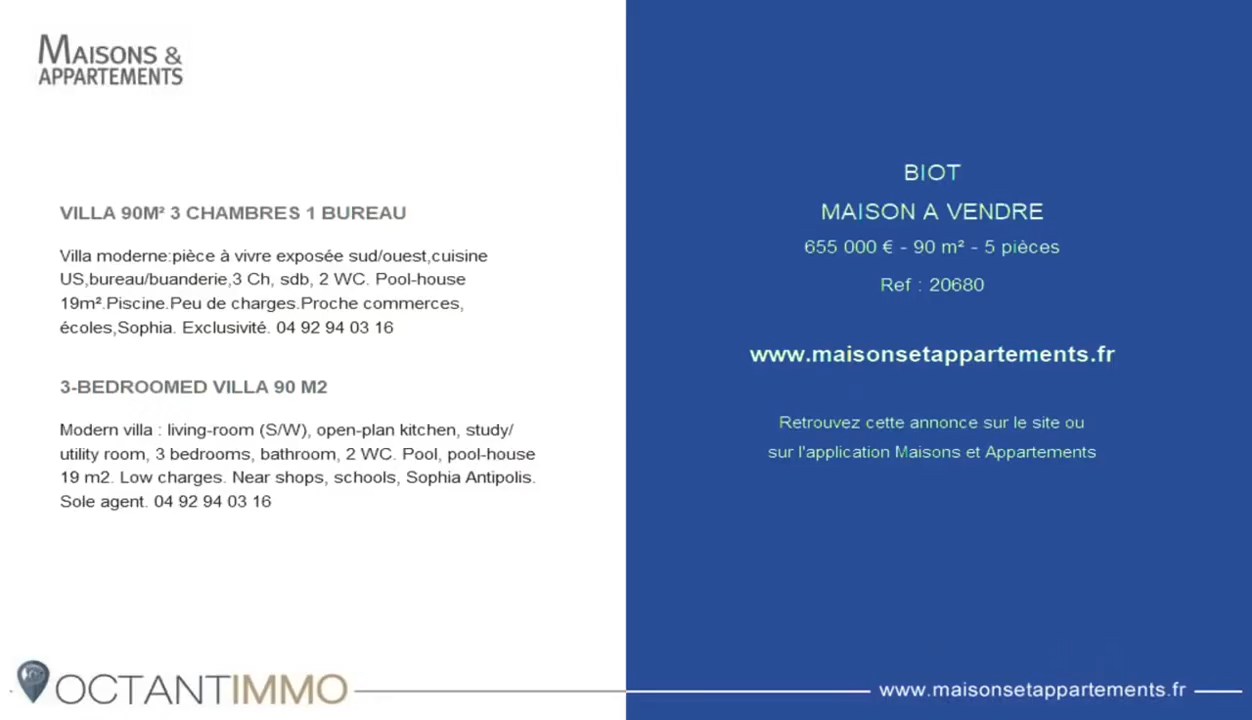 MAISONS &
APPARTEMENTS
VILLA 90M² 3 CHAMBRES 1 BUREAU
Villa moderne:pièce à vivre exposée sud/ouest,cuisine
US,bureau/buanderie,3 Ch, sdb, 2 WC. Pool-house
19m².Piscine.Peu de charges.Proche commerces,
écoles,Sophia. Exclusivité. 04 92 94 03 16
3-BEDROOMED VILLA 90 M2
Modern villa : living-room (S/W), open-plan kitchen, study/
utility room, 3 bedrooms, bathroom, 2 WC. Pool, pool-house
19 m2. Low charges. Near shops, schools, Sophia Antipolis.
Sole agent. 04 92 94 03 16
BIOT
MAISON A VENDRE
655 000 € - 90 m² - 5 pièces
Ref : 20680
www.maisonsetappartements.fr
Retrouvez cette annonce sur le site ou
sur l'application Maisons et Appartements
OCTANTIMMO
www.maisonsetappartements.fr